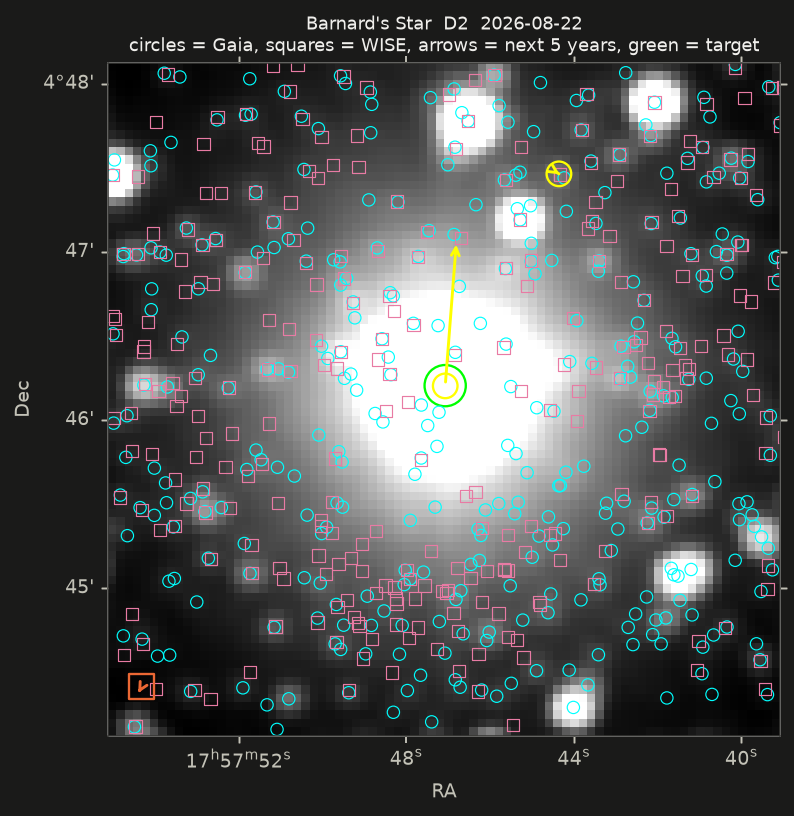 Barnard's Star D2 2026-08-22
circles = Gaia, squares = WISE, arrows = next 5 years, green = target
4°48'
47'
46'
45'
Dec
17ʰ57ᵐ52ˢ
48ˢ
44ˢ
40ˢ
RA